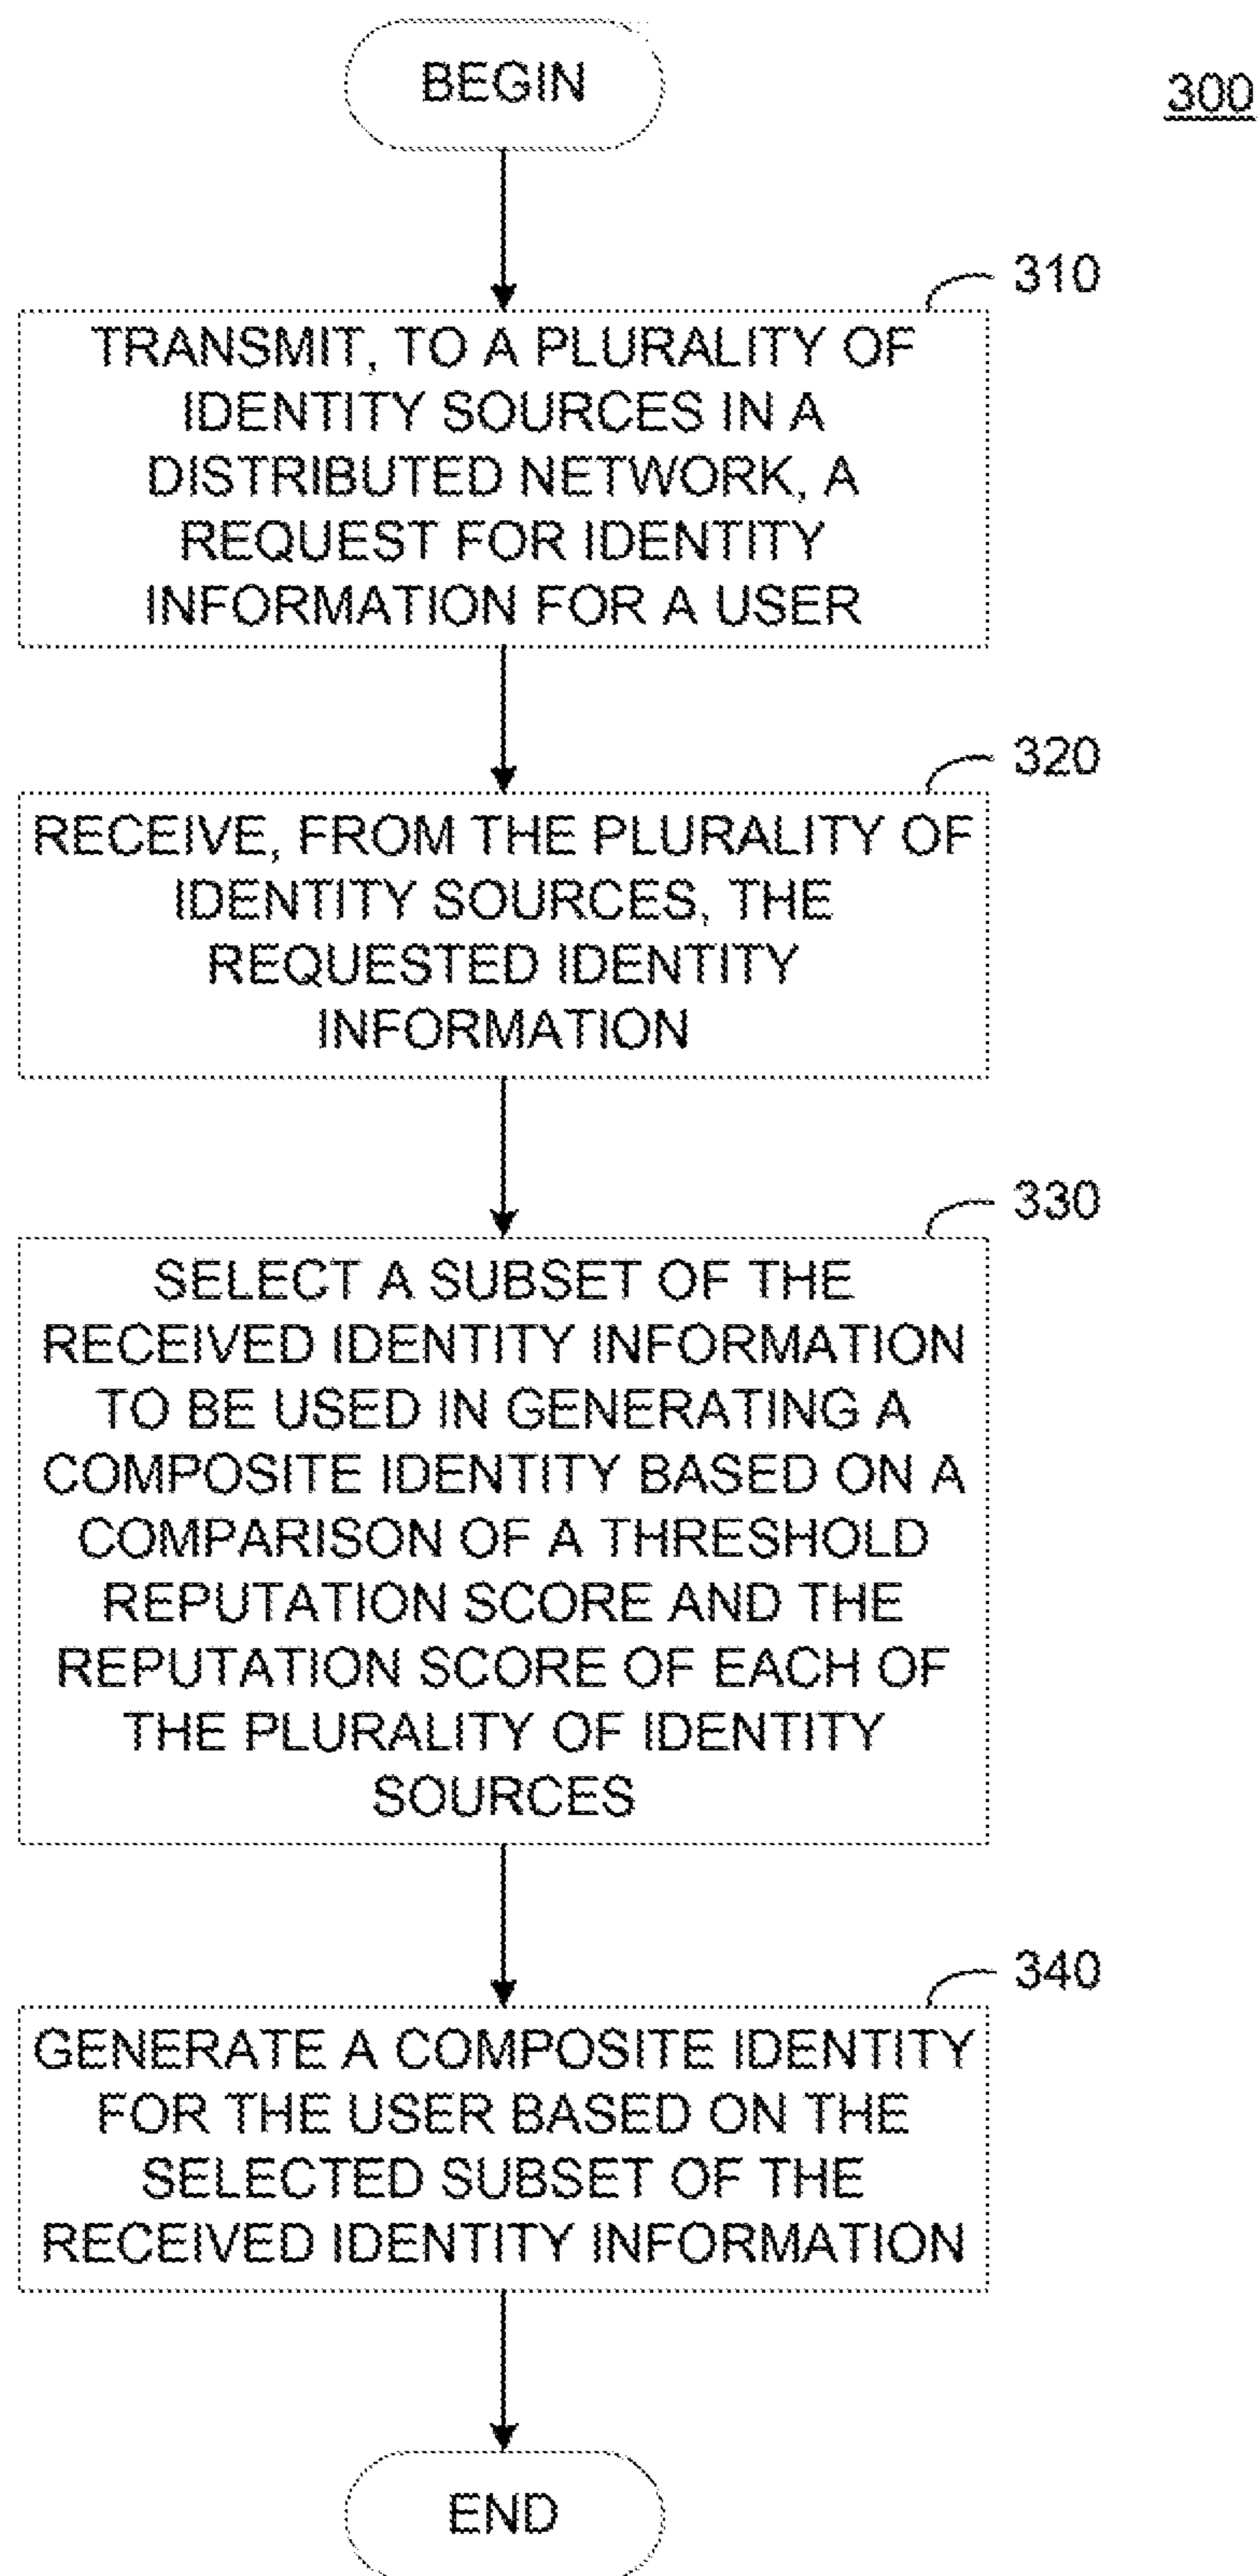 BEGIN
300
310
TRANSMIT, TO A PLURALITY OF
IDENTITY SOURCES IN A
DISTRIBUTED NETWORK, A
REQUEST FOR IDENTITY
INFORMATION FOR A USER
320
RECEIVE, FROM THE PLURALITY OF
IDENTITY SOURCES, THE
REQUESTED IDENTITY
INFORMATION
330
SELECT A SUBSET OF THE
RECEIVED IDENTITY INFORMATION
TO BE USED IN GENERATING A
COMPOSITE IDENTITY BASED ON A
COMPARISON OF A THRESHOLD
REPUTATION SCORE AND THE
REPUTATION SCORE OF EACH OF
THE PLURALITY OF IDENTITY
SOURCES
340
GENERATE A COMPOSITE IDENTITY
FOR THE USER BASED ON THE
SELECTED SUBSET OF THE
RECEIVED IDENTITY INFORMATION
END